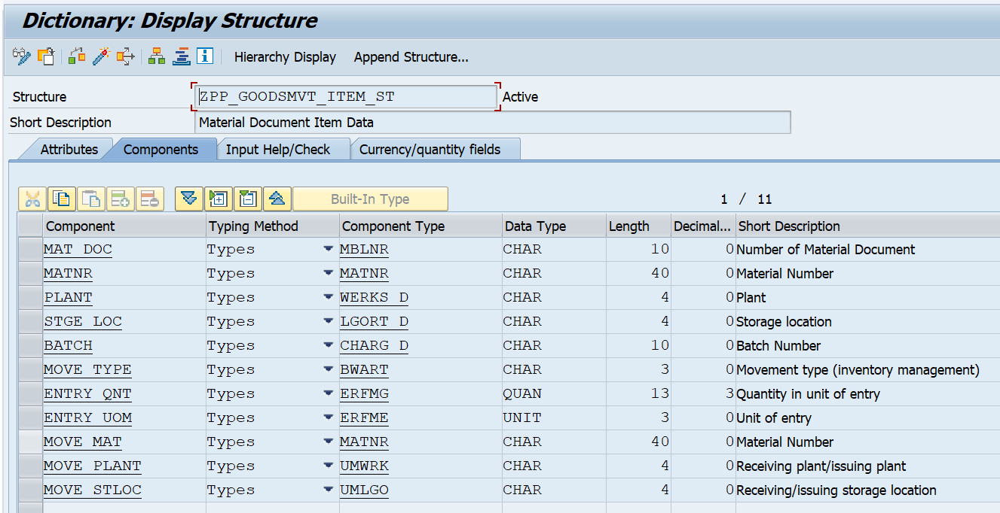 Dictionary: Display Structure
Hierarchy Display Append Structure...
Structure ZPP_GOODSMVT_ITEM_ST Active
Short Description Material Document Item Data
Attributes Components Input Help/Check Currency/quantity fields
Built-In Type 1 / 11
Component Typing Method Component Type Data Type Length Decimal... Short Description
MAT_DOC Types MBLNR CHAR 10 0 Number of Material Document
MATNR Types MATNR CHAR 40 0 Material Number
PLANT Types WERKS_D CHAR 4 0 Plant
STGE_LOC Types LGORT_D CHAR 4 0 Storage location
BATCH Types CHARG_D CHAR 10 0 Batch Number
MOVE_TYPE Types BWART CHAR 3 0 Movement type (inventory management)
ENTRY_QNT Types ERFMG QUAN 13 3 Quantity in unit of entry
ENTRY_UOM Types ERFME UNIT 3 0 Unit of entry
MOVE_MAT Types MATNR CHAR 40 0 Material Number
MOVE_PLANT Types UMWRK CHAR 4 0 Receiving plant/issuing plant
MOVE_STLOC Types UMLGO CHAR 4 0 Receiving/issuing storage location